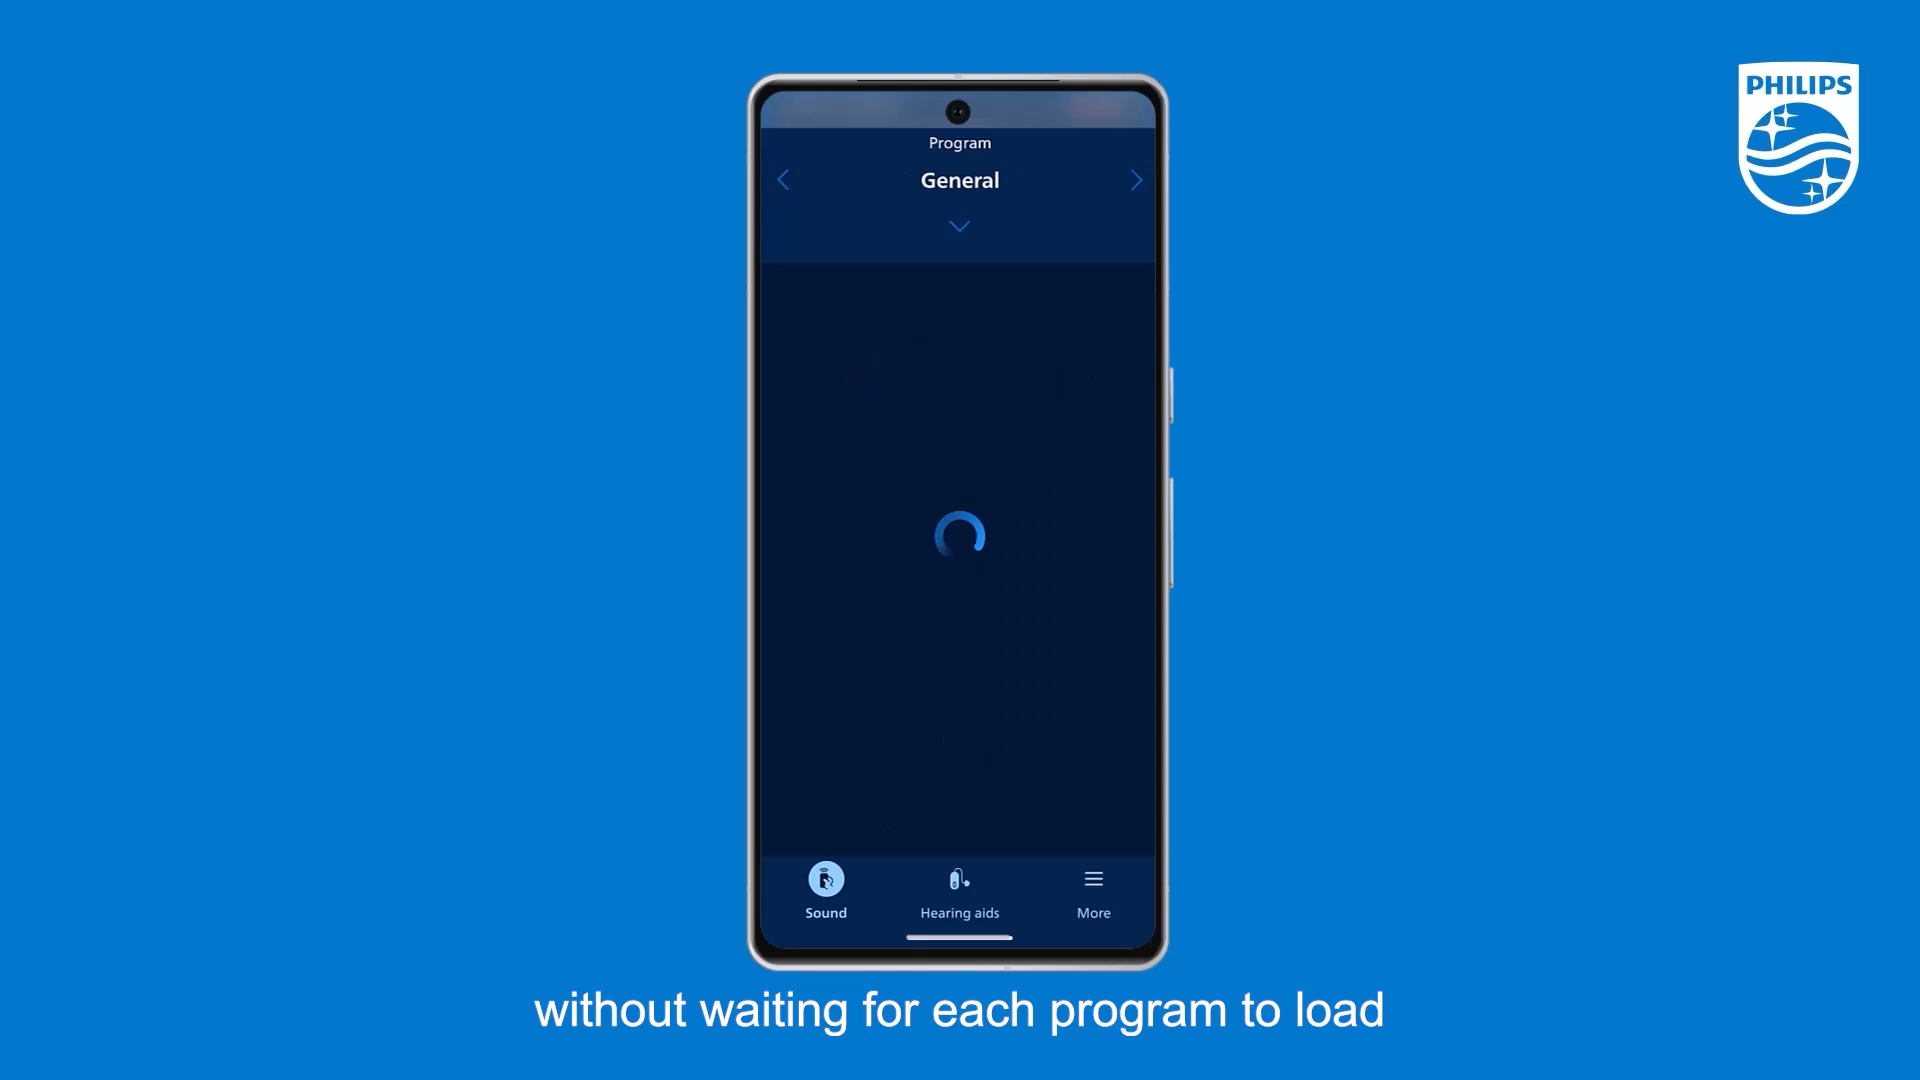 PHILIPS
Program
General
Sound
Hearing aids
More
without waiting for each program to load